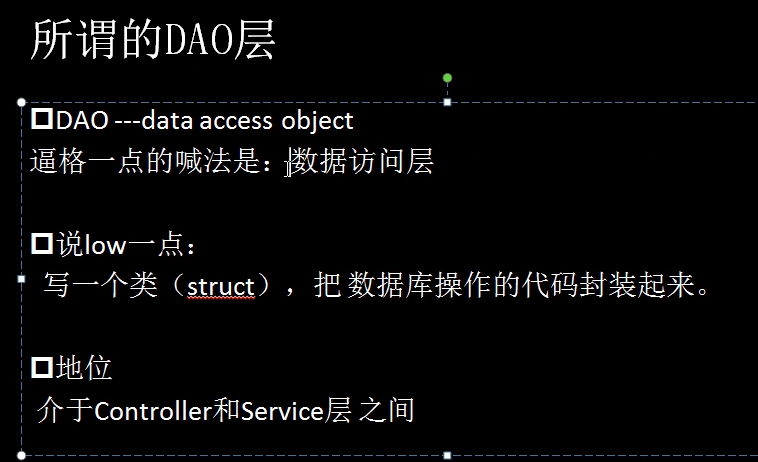 所谓的DAO层
DAO ---data access object
逼格一点的喊法是：数据访问层
说low一点：
写一个类（struct），把 数据库操作的代码封装起来。
地位
介于Controller和Service层 之间